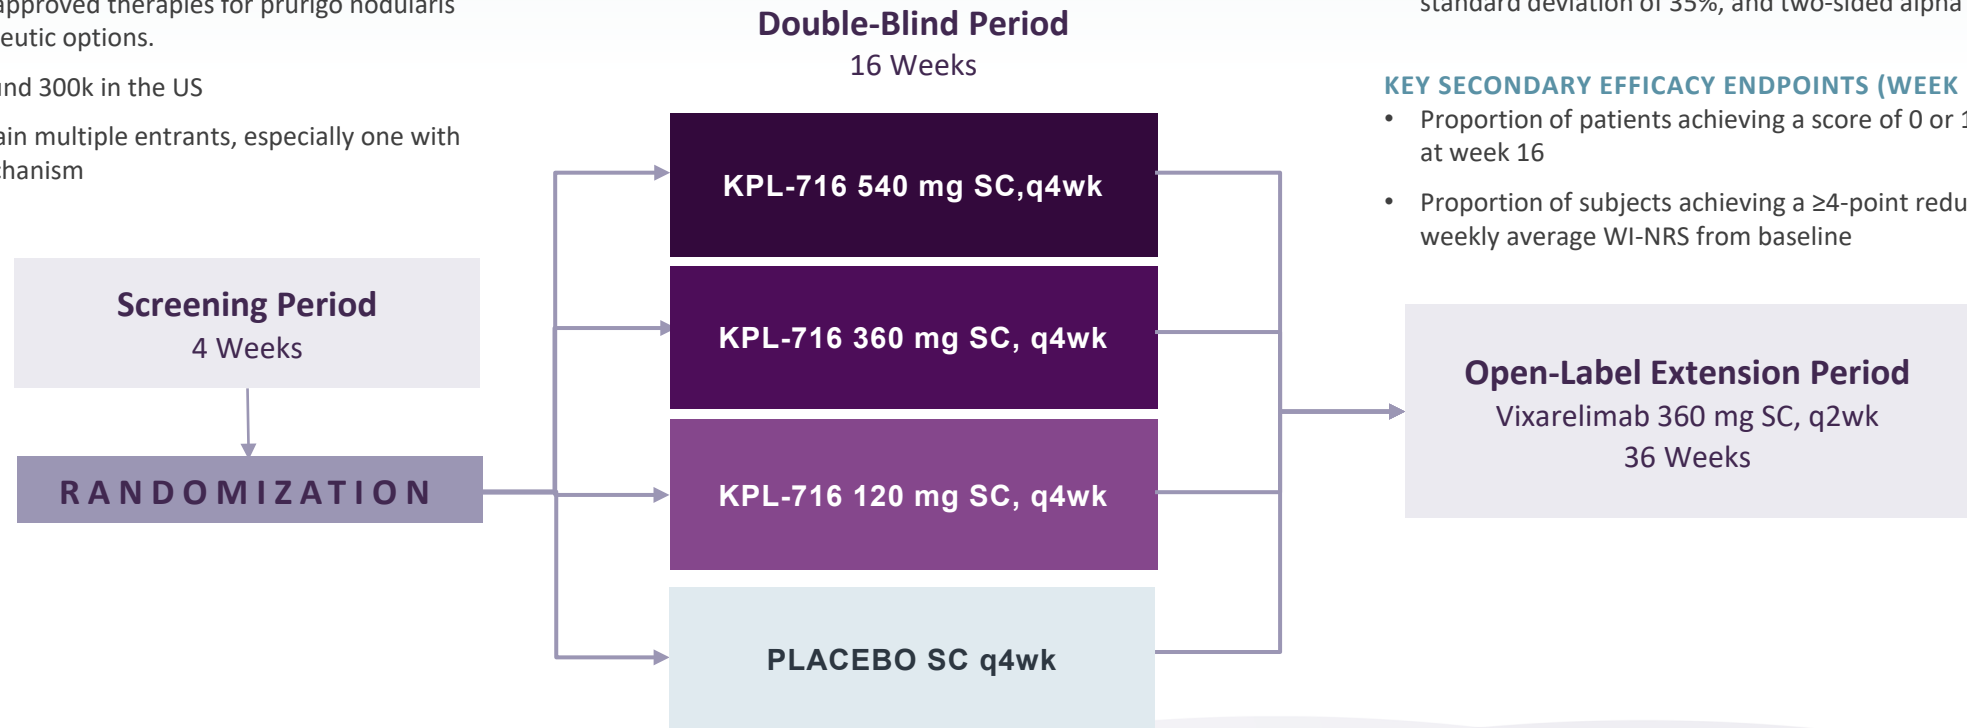 approved therapies for prurigo nodularis
eutic options.
und 300k in the US
ain multiple entrants, especially one with
chanism
Screening Period
4 Weeks
RANDOMIZATION
Double-Blind Period
16 Weeks
KPL-716 540 mg SC,q4wk
KPL-716 360 mg SC, q4wk
KPL-716 120 mg SC, q4wk
PLACEBO SC q4wk
standard deviation of 35%, and two-sided alpha
KEY SECONDARY EFFICACY ENDPOINTS (WEEK
• Proportion of patients achieving a score of 0 or 1
at week 16
• Proportion of subjects achieving a ≥4-point redu
weekly average WI-NRS from baseline
Open-Label Extension Period
Vixarelimab 360 mg SC, q2wk
36 Weeks